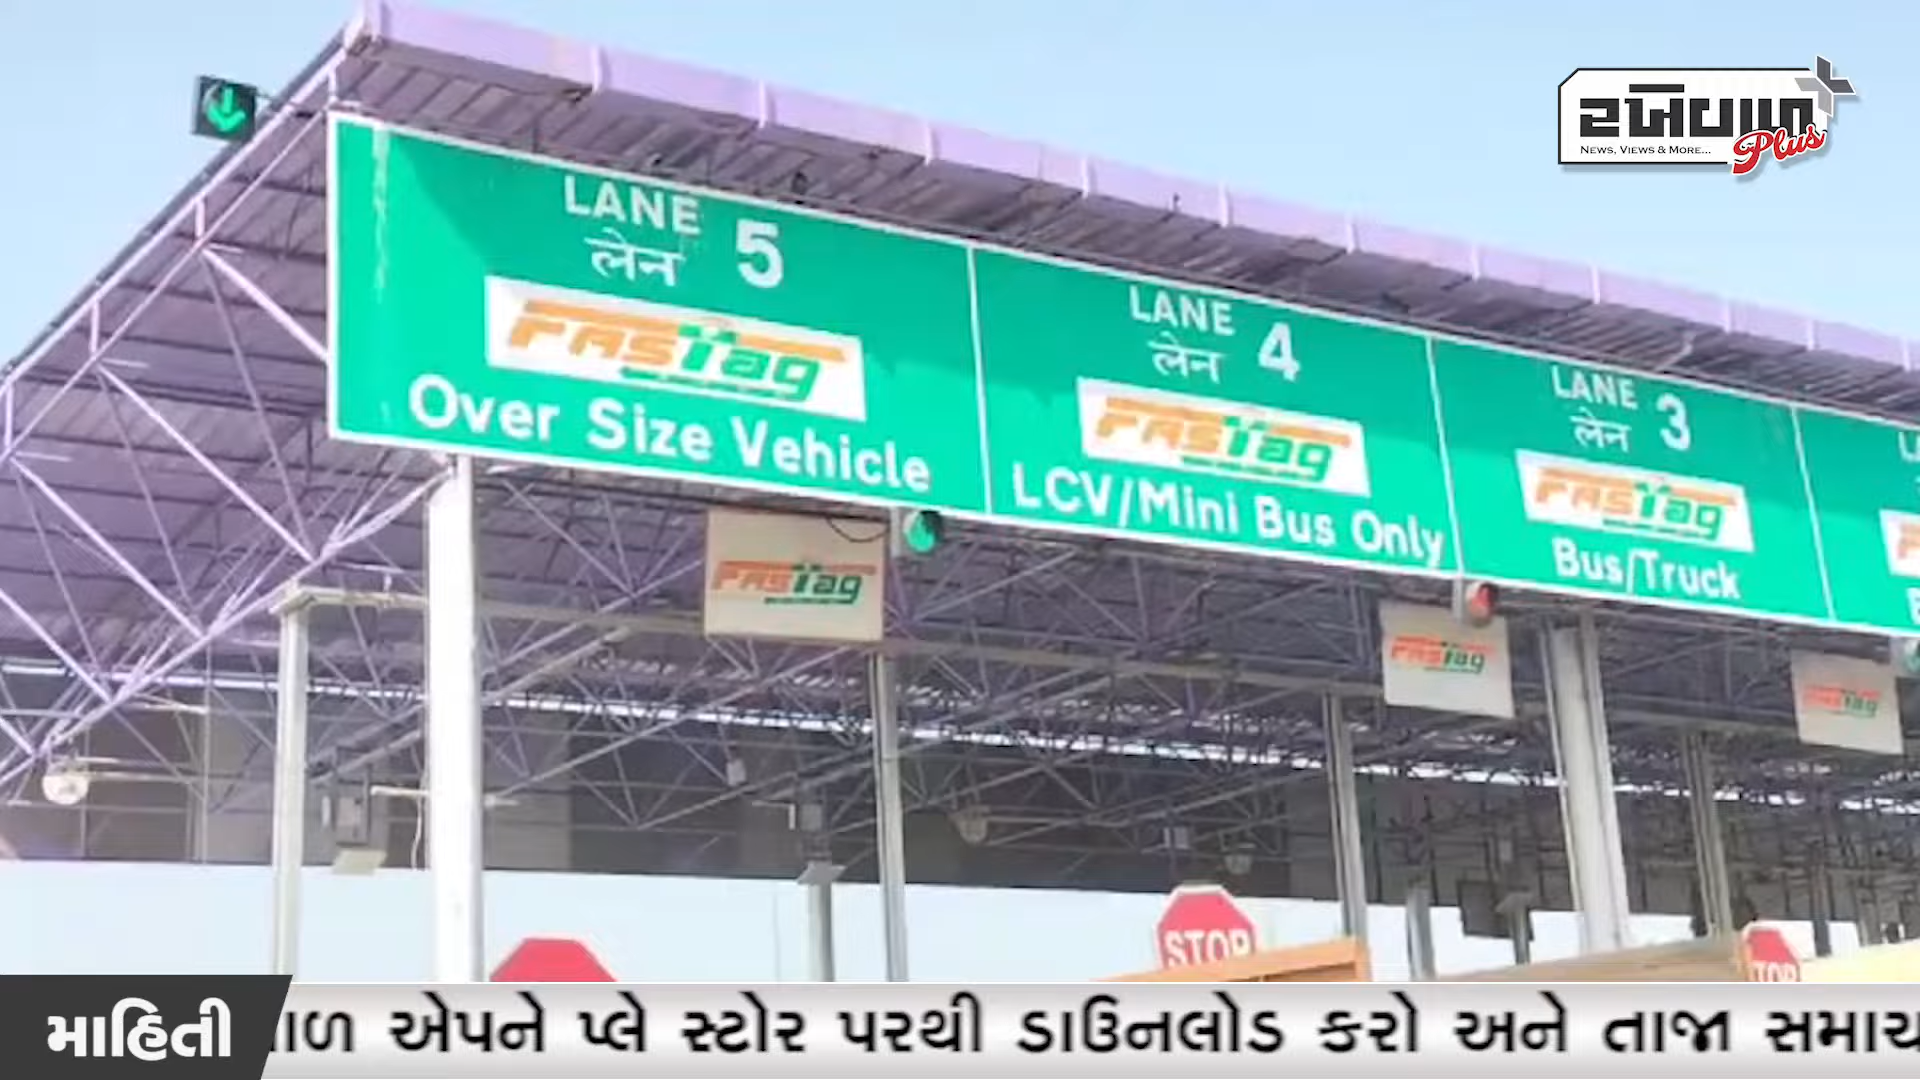 રખેવાળ
Plus
NEWS, VIEWS & MORE...
LANE 5
लेन
FASTag
Over Size Vehicle
LANE 4
लेन
FASTag
LCV/Mini Bus Only
LANE 3
लेन
FASTag
Bus/Truck
FASTag
FASTag
FASTag
STOP
માહિતી
એપને પ્લે સ્ટોર પરથી ડાઉનલોડ કરો અને તાજા